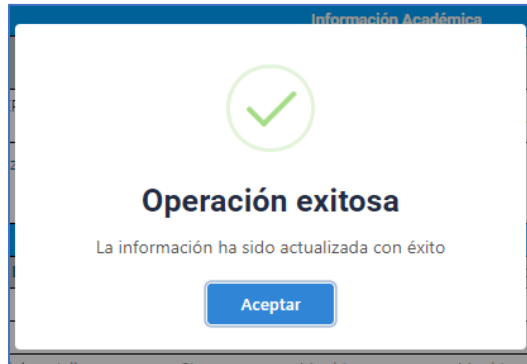 Información Académica
Operación exitosa
La información ha sido actualizada con éxito
Aceptar